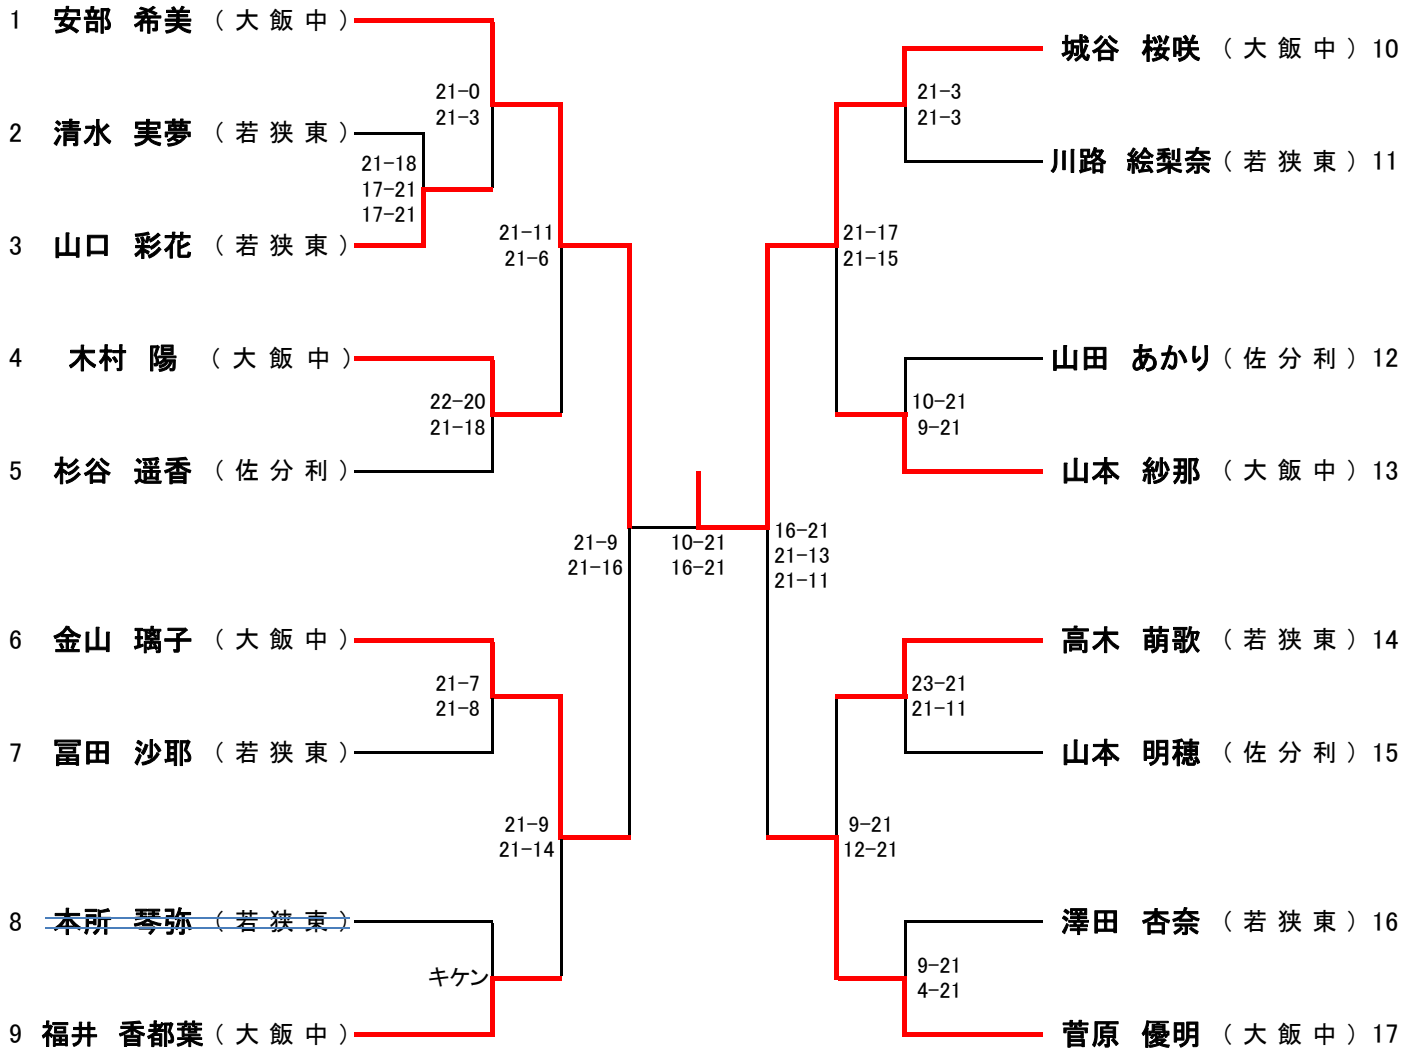 1 安部 希美 （大飯中）
2 清水 実夢 （若狭東）
3 山口 彩花 （若狭東）
4 木村 陽 （大飯中）
5 杉谷 遥香 （佐分利）
6 金山 璃子 （大飯中）
7 冨田 沙耶 （若狭東）
8 本所 琴弥 （若狭東）
9 福井 香都葉 （大飯中）
21-0
21-3
21-18
17-21
17-21
21-11
21-6
22-20
21-18
21-9
21-16
21-7
21-8
21-9
21-14
キケン
10-21
16-21
城谷 桜咲 （大飯中） 10
川路 絵梨奈 （若狭東） 11
山田 あかり （佐分利） 12
山本 紗那 （大飯中） 13
高木 萌歌 （若狭東） 14
山本 明穂 （佐分利） 15
澤田 杏奈 （若狭東） 16
菅原 優明 （大飯中） 17
21-3
21-3
21-17
21-15
10-21
9-21
16-21
21-13
21-11
23-21
21-11
9-21
12-21
9-21
4-21